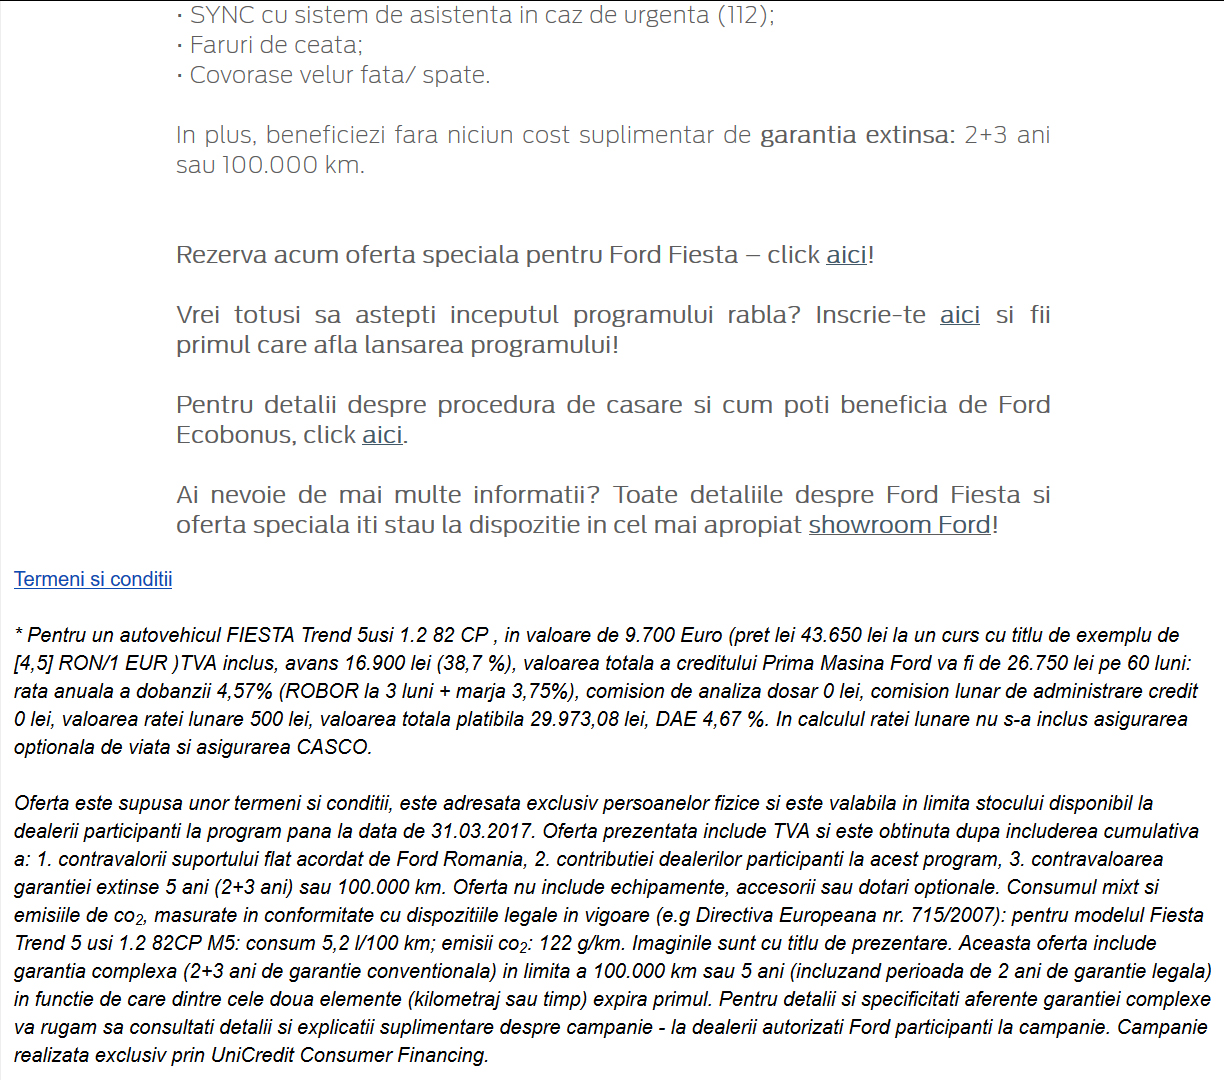 · SYNC cu sistem de asistenta in caz de urgenta (112);
· Faruri de ceata;
· Covorase velur fata/ spate.
In plus, beneficiezi fara niciun cost suplimentar de garantia extinsa: 2+3 ani
sau 100.000 km.
Rezerva acum oferta speciala pentru Ford Fiesta – click aici!
Vrei totusi sa astepti inceputul programului rabla? Inscrie-te aici si fii
primul care afla lansarea programului!
Pentru detalii despre procedura de casare si cum poti beneficia de Ford
Ecobonus, click aici.
Ai nevoie de mai multe informatii? Toate detaliile despre Ford Fiesta si
oferta speciala iti stau la dispozitie in cel mai apropiat showroom Ford!
Termeni si conditii
* Pentru un autovehicul FIESTA Trend 5usi 1.2 82 CP , in valoare de 9.700 Euro (pret lei 43.650 lei la un curs cu titlu de exemplu de
[4,5] RON/1 EUR )TVA inclus, avans 16.900 lei (38,7 %), valoarea totala a creditului Prima Masina Ford va fi de 26.750 lei pe 60 luni:
rata anuala a dobanzii 4,57% (ROBOR la 3 luni + marja 3,75%), comision de analiza dosar 0 lei, comision lunar de administrare credit
0 lei, valoarea ratei lunare 500 lei, valoarea totala platibila 29.973,08 lei, DAE 4,67 %. In calculul ratei lunare nu s-a inclus asigurarea
optionala de viata si asigurarea CASCO.
Oferta este supusa unor termeni si conditii, este adresata exclusiv persoanelor fizice si este valabila in limita stocului disponibil la
dealerii participanti la program pana la data de 31.03.2017. Oferta prezentata include TVA si este obtinuta dupa includerea cumulativa
a: 1. contravalorii suportului flat acordat de Ford Romania, 2. contributiei dealerilor participanti la acest program, 3. contravaloarea
garantiei extinse 5 ani (2+3 ani) sau 100.000 km. Oferta nu include echipamente, accesorii sau dotari optionale. Consumul mixt si
emisiile de co₂, masurate in conformitate cu dispozitiile legale in vigoare (e.g Directiva Europeana nr. 715/2007): pentru modelul Fiesta
Trend 5 usi 1.2 82CP M5: consum 5,2 l/100 km; emisii co₂: 122 g/km. Imaginile sunt cu titlu de prezentare. Aceasta oferta include
garantia complexa (2+3 ani de garantie conventionala) in limita a 100.000 km sau 5 ani (incluzand perioada de 2 ani de garantie legala)
in functie de care dintre cele doua elemente (kilometraj sau timp) expira primul. Pentru detalii si specificitati aferente garantiei complexe
va rugam sa consultati detalii si explicatii suplimentare despre campanie - la dealerii autorizati Ford participanti la campanie. Campanie
realizata exclusiv prin UniCredit Consumer Financing.